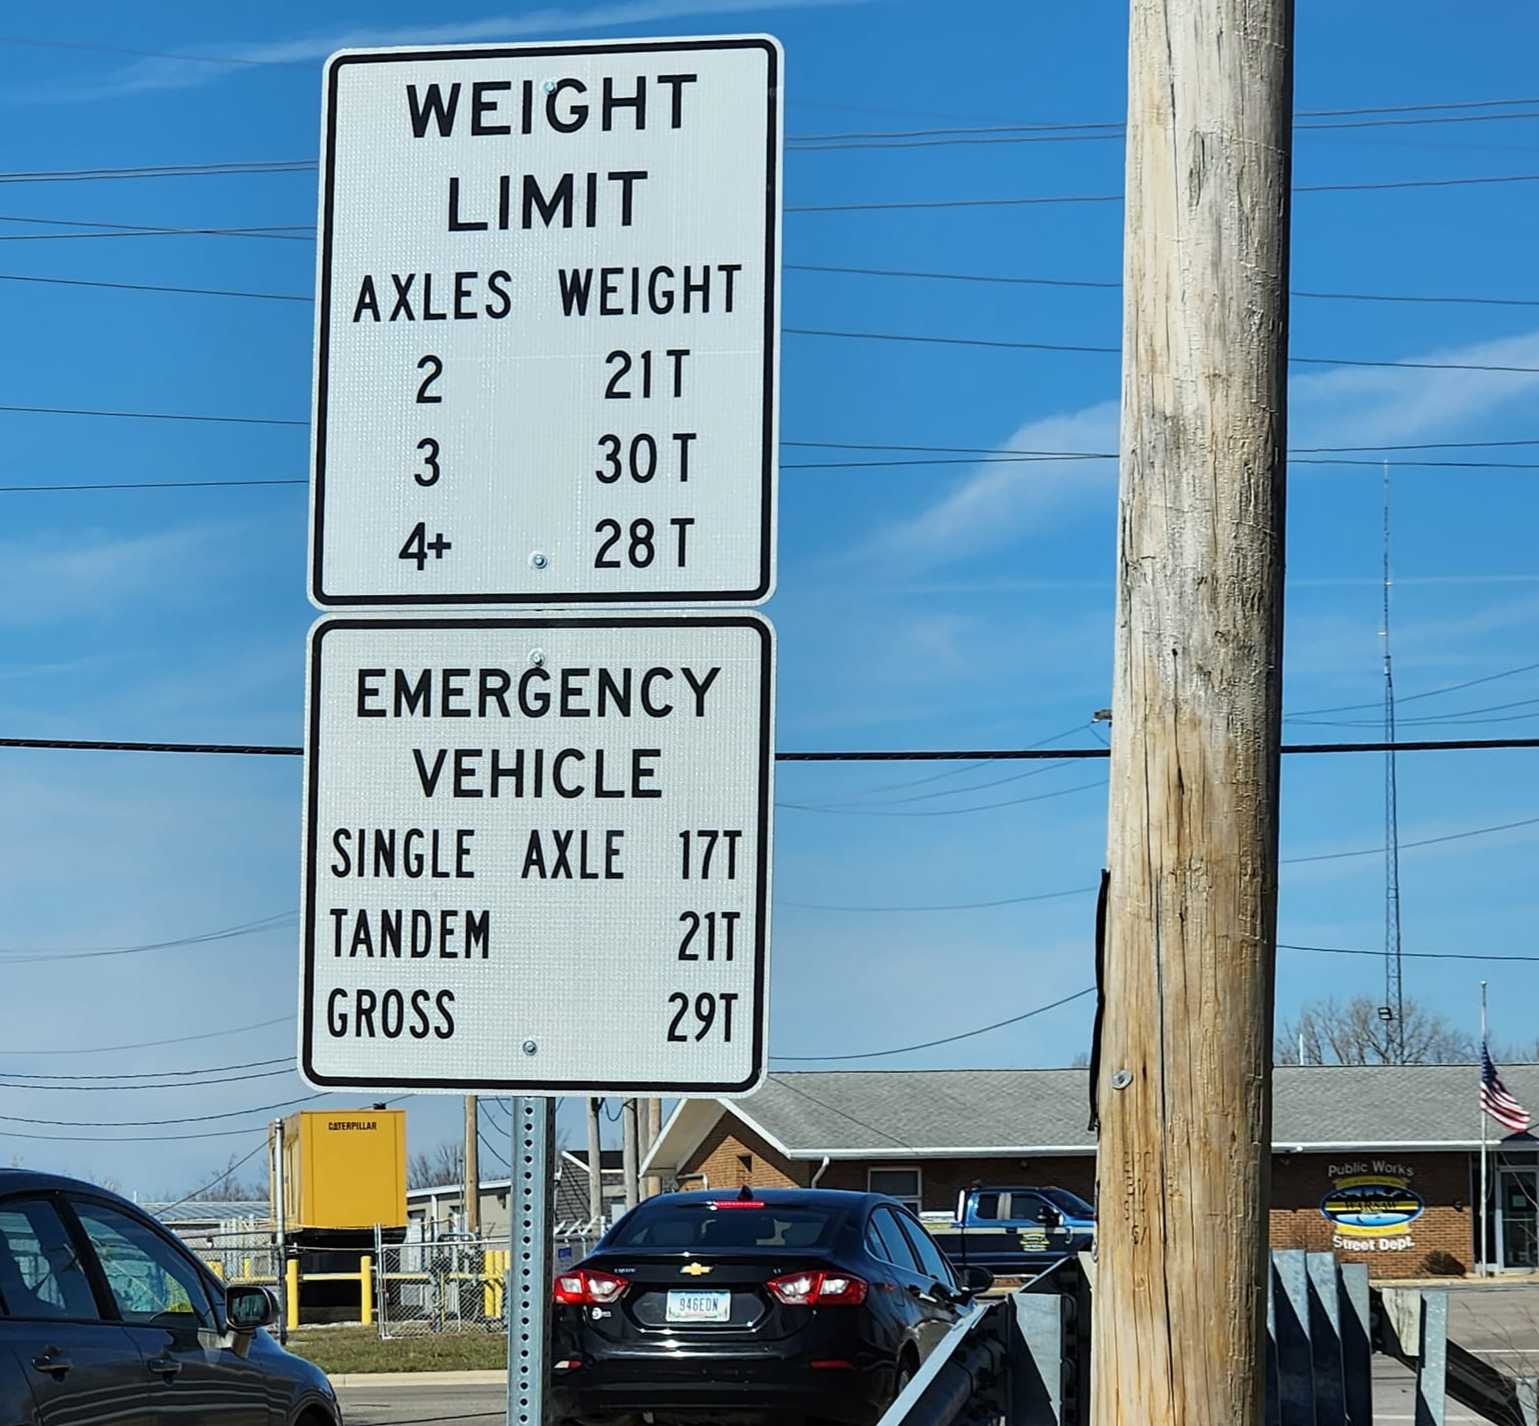 WEIGHT
LIMIT
AXLES WEIGHT
2 21T
3 30T
4+ 28T
EMERGENCY
VEHICLE
SINGLE AXLE 17T
TANDEM 21T
GROSS 29T
CATERPILLAR
Public Works
Street Dept.
946EDN